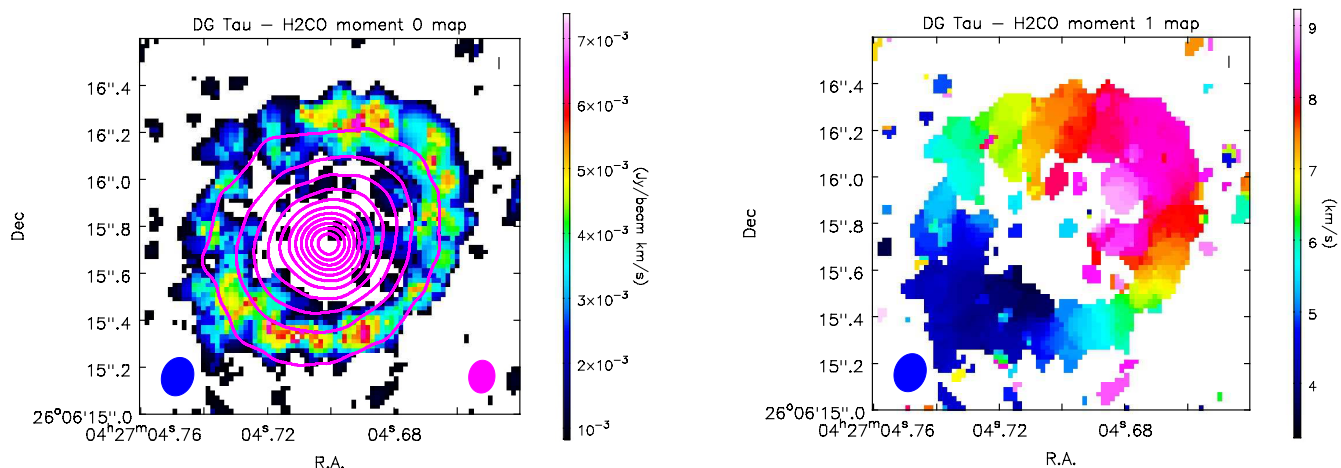 DG Tau – H2CO moment 0 map
Dec
16".4
16".2
16".0
15".8
15".6
15".4
15".2
26°06'15".0
04ʰ27ᵐ04ˢ.76
04ˢ.72
04ˢ.68
R.A.
7×10⁻³
6×10⁻³
5×10⁻³
4×10⁻³
3×10⁻³
2×10⁻³
10⁻³
(Jy/beam km/s)
DG Tau – H2CO moment 1 map
Dec
16".4
16".2
16".0
15".8
15".6
15".4
15".2
26°06'15".0
04ʰ27ᵐ04ˢ.76
04ˢ.72
04ˢ.68
R.A.
9
8
7
6
5
4
(km/s)